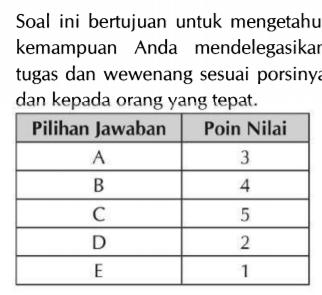 Soal ini bertujuan untuk mengetahu
kemampuan Anda mendelegasikan
tugas dan wewenang sesuai porsinya
dan kepada orang yang tepat.
Pilihan Jawaban Poin Nilai
A 3
B 4
C 5
D 2
E 1